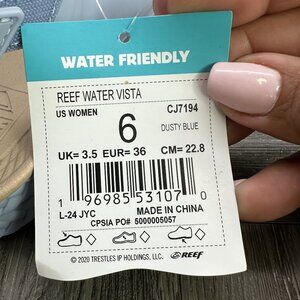 WATER FRIENDLY
REEF WATER VISTA
US WOMEN CJ7194
6
DUSTY BLUE
UK= 3.5 EUR= 36 CM= 22.8
1 96985 53107 0
L-24 JYC MADE IN CHINA
CPSIA PO# 5000005057
© 2020 TRESTLES IP HOLDINGS, LLC. REEF